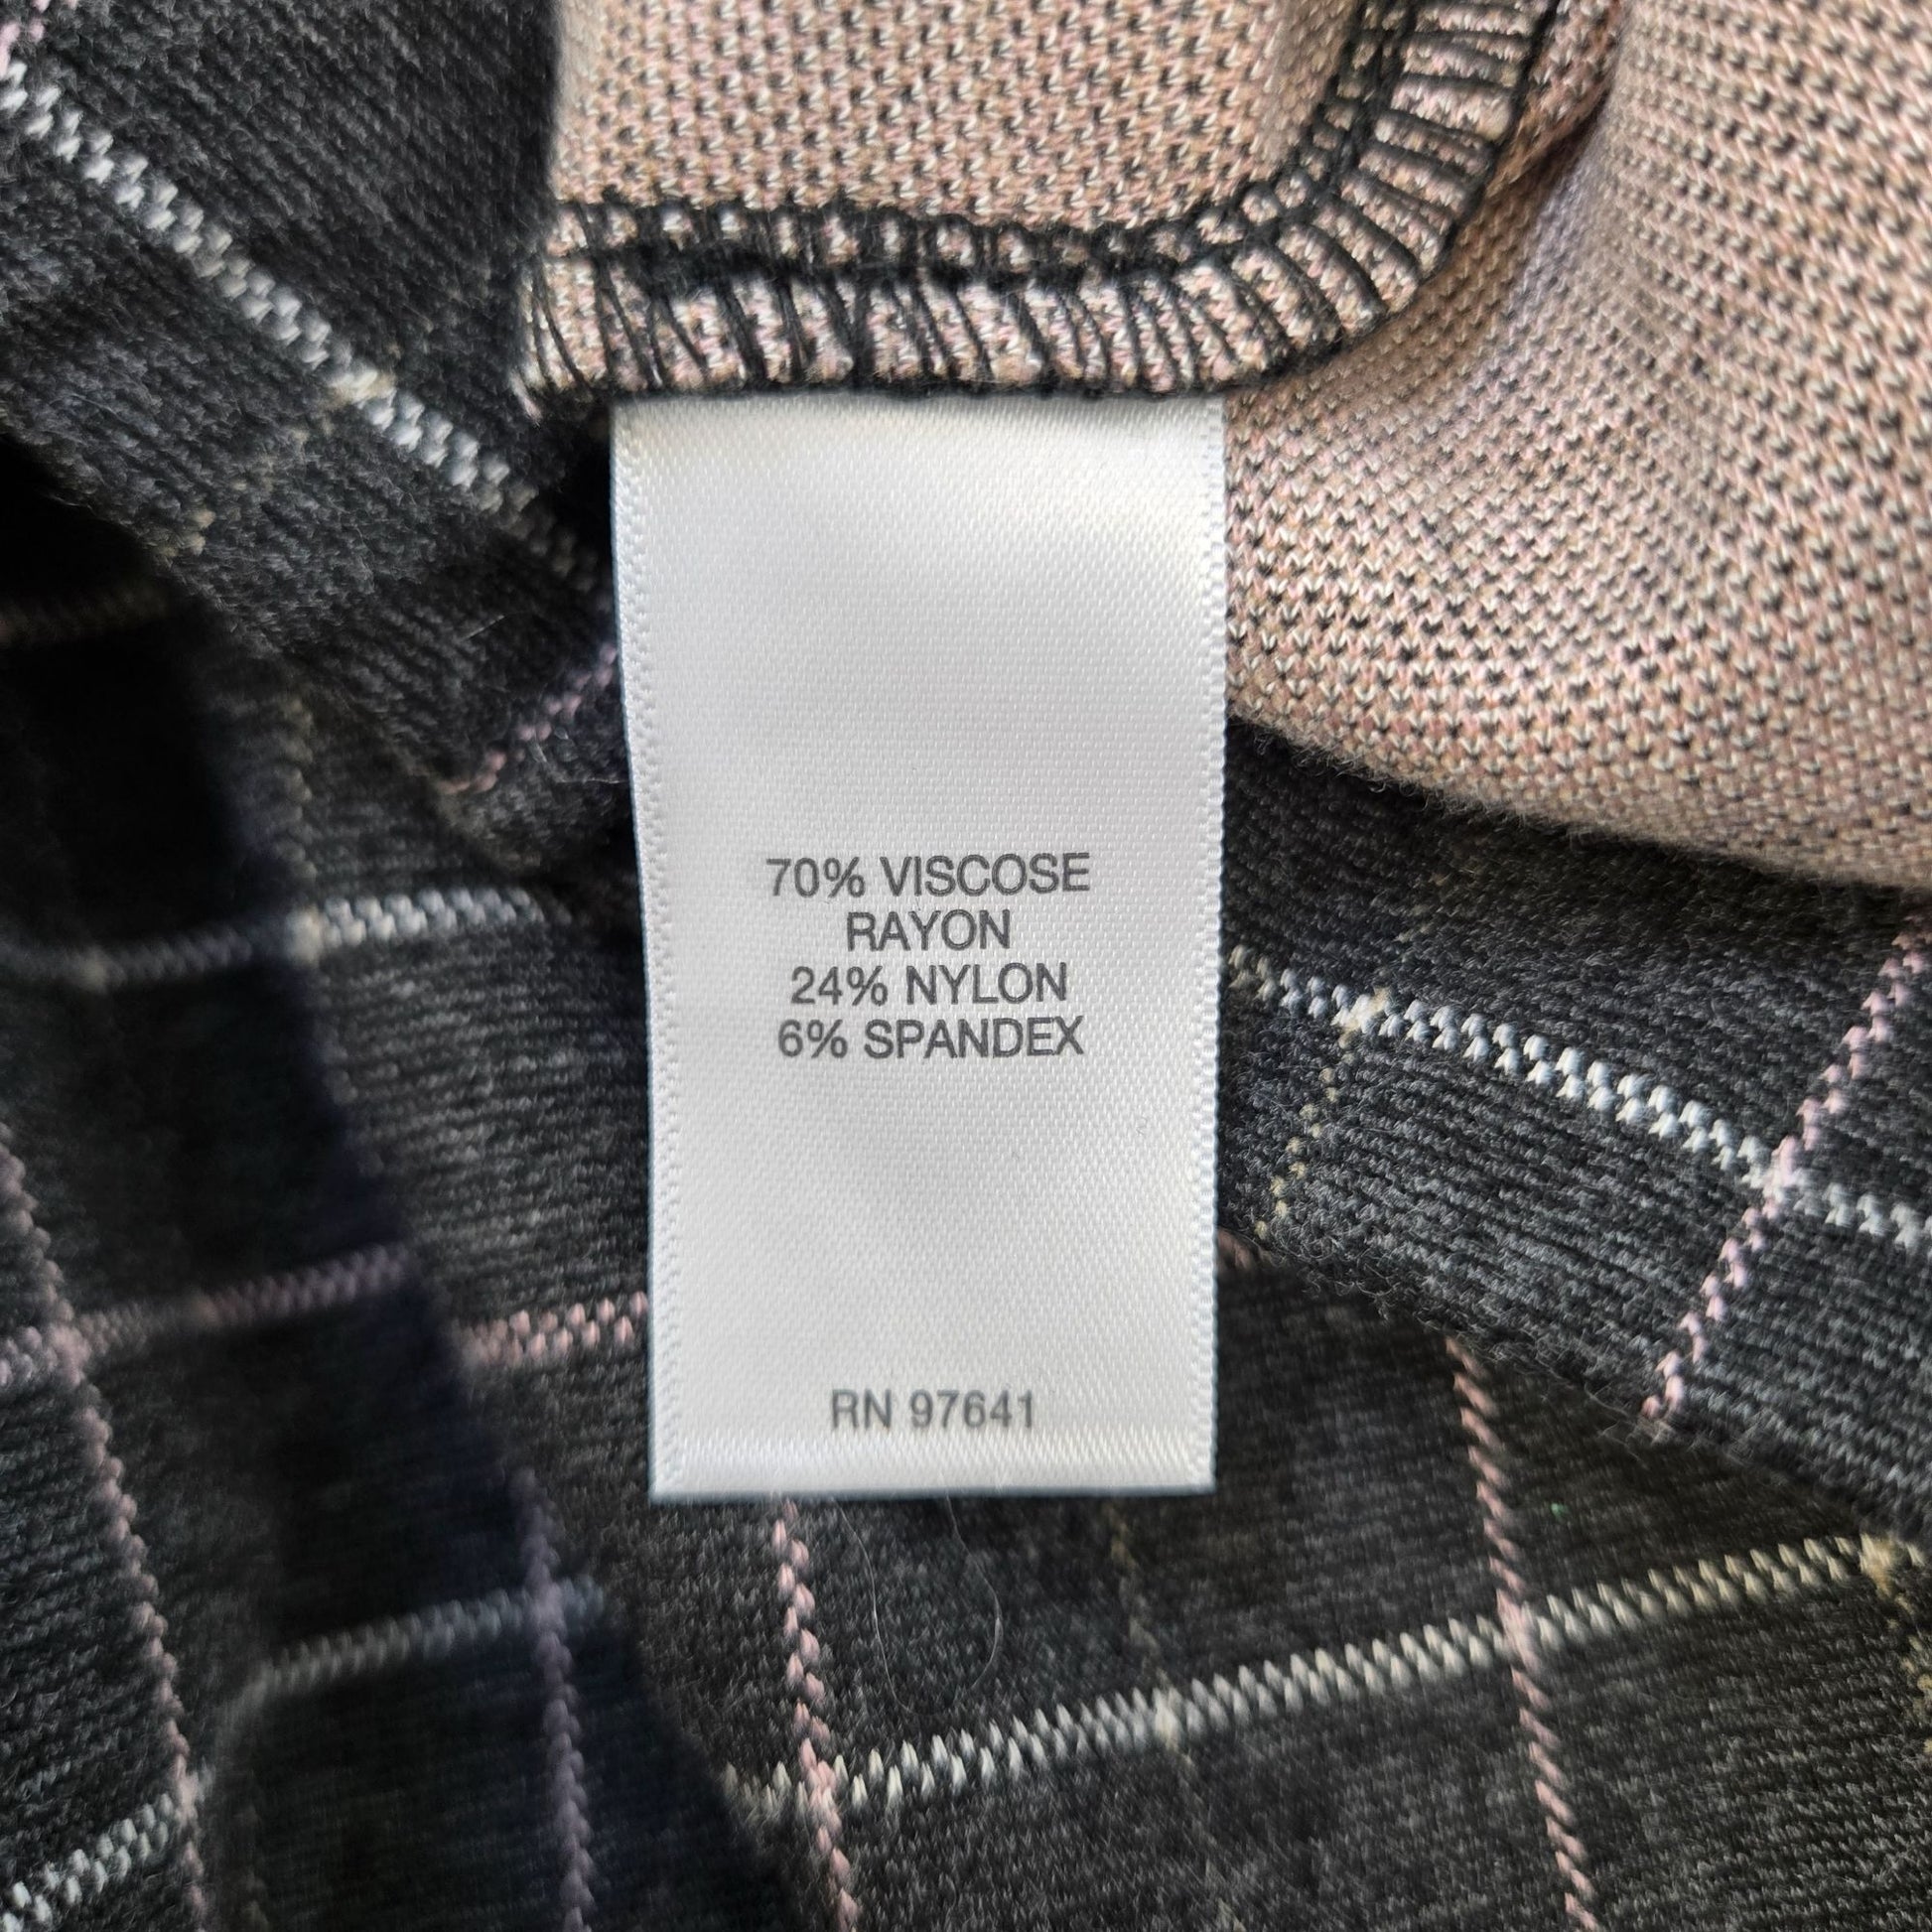 70% VISCOSE
RAYON
24% NYLON
6% SPANDEX
RN 97641